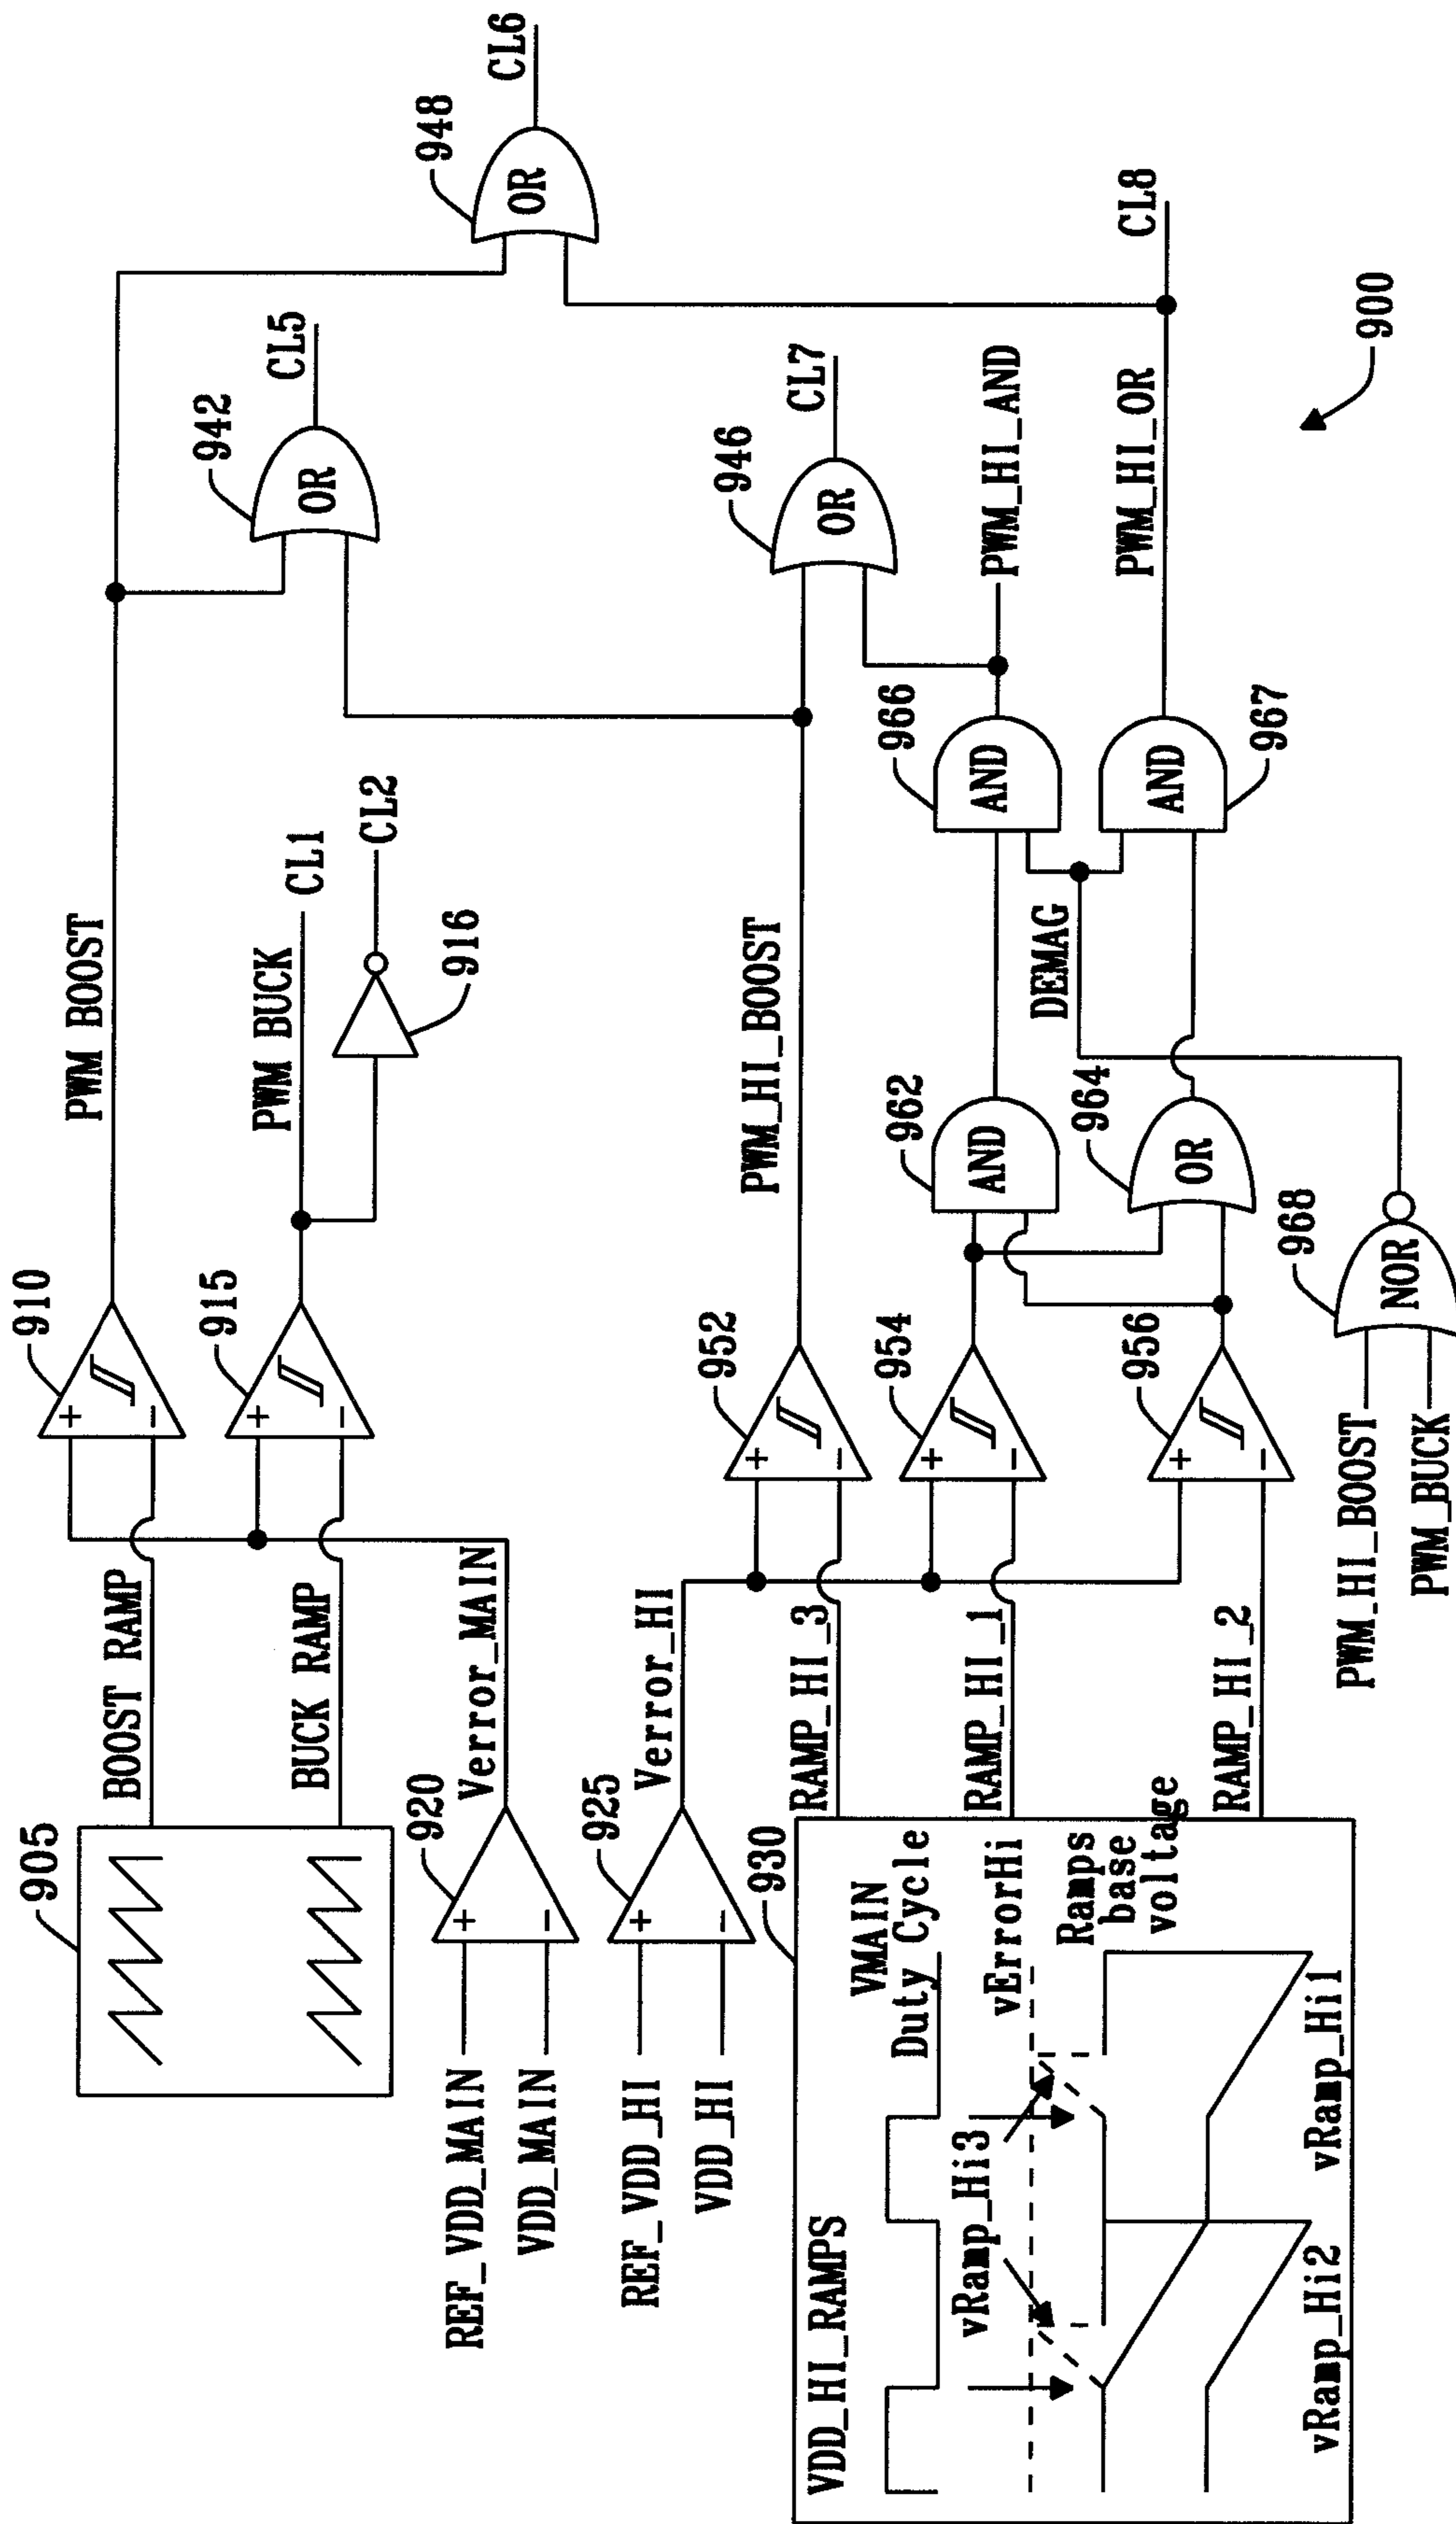 905
BOOST RAMP
BUCK RAMP
910
+
-
915
+
-
PWM BOOST
PWM BUCK
CL1
CL2
916
942
OR
CL5
948
OR
CL6
REF_VDD_MAIN
VDD_MAIN
920
+
-
Verror_MAIN
REF_VDD_HI
VDD_HI
925
+
-
Verror_HI
930
VDD_HI_RAMPS
VMAIN
Duty Cycle
vErrorHi
vRamp_Hi3
Ramps
base
voltage
vRamp_Hi2
vRamp_Hi1
RAMP_HI_3
RAMP_HI_1
RAMP_HI_2
952
+
-
954
+
-
956
+
-
PWM_HI_BOOST
962
AND
964
OR
DEMAG
966
AND
967
AND
946
OR
CL7
PWM_HI_AND
PWM_HI_OR
CL8
PWM_HI_BOOST
PWM_BUCK
968
NOR
900